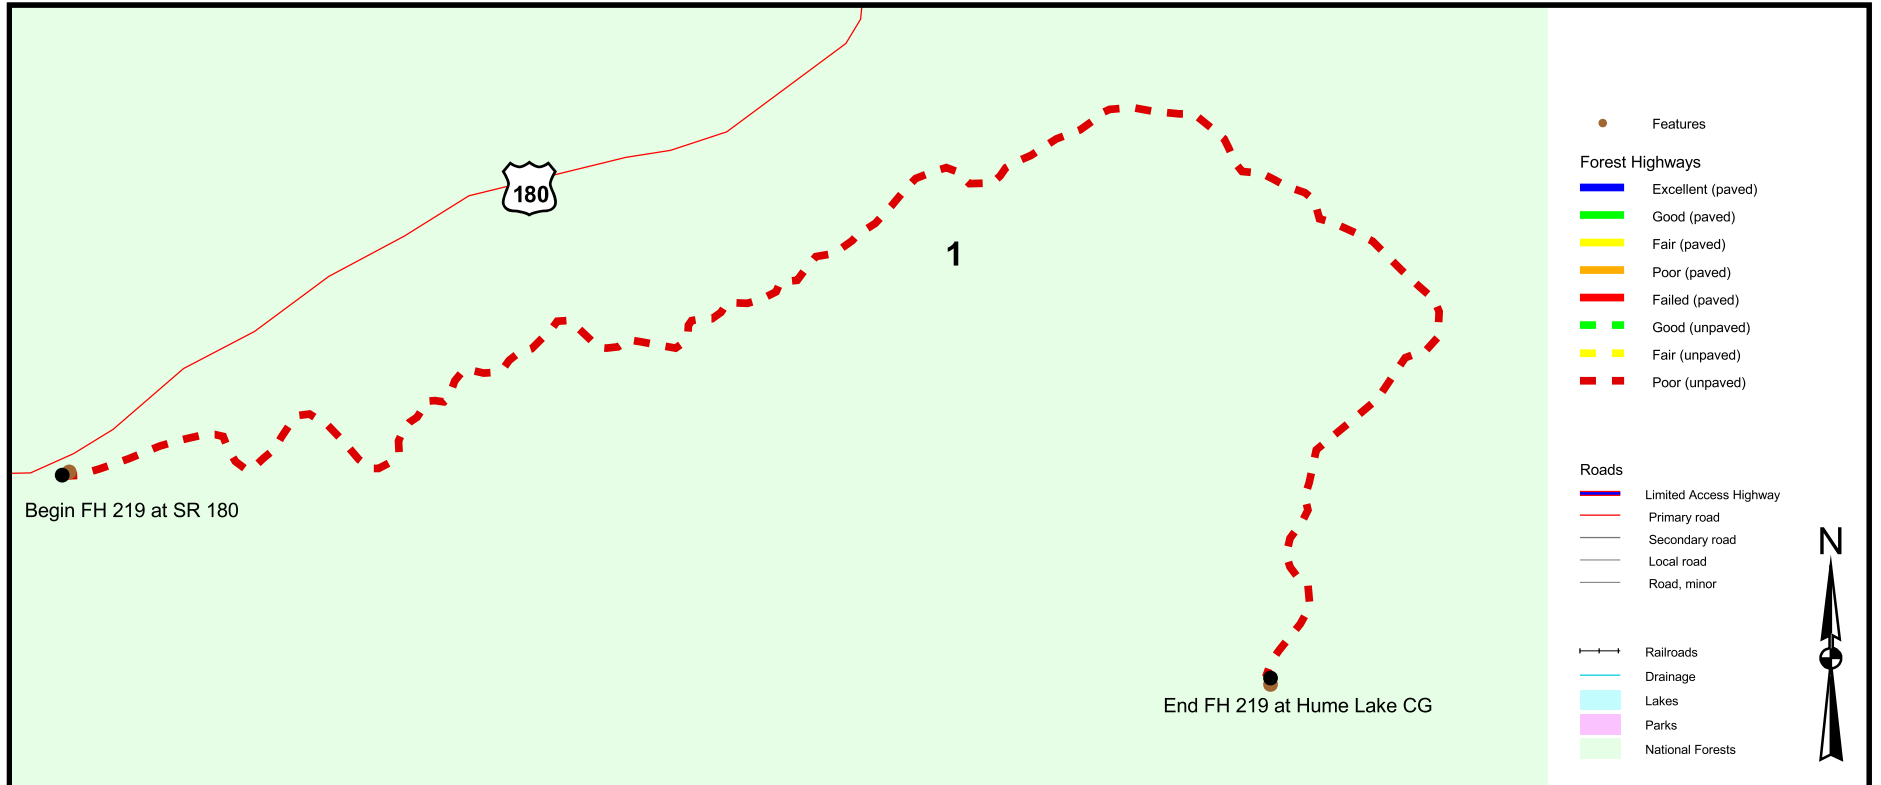 180
1
Begin FH 219 at SR 180
End FH 219 at Hume Lake CG
Features
Forest Highways
Excellent (paved)
Good (paved)
Fair (paved)
Poor (paved)
Failed (paved)
Good (unpaved)
Fair (unpaved)
Poor (unpaved)
Roads
Limited Access Highway
Primary road
Secondary road
Local road
Road, minor
N
Railroads
Drainage
Lakes
Parks
National Forests